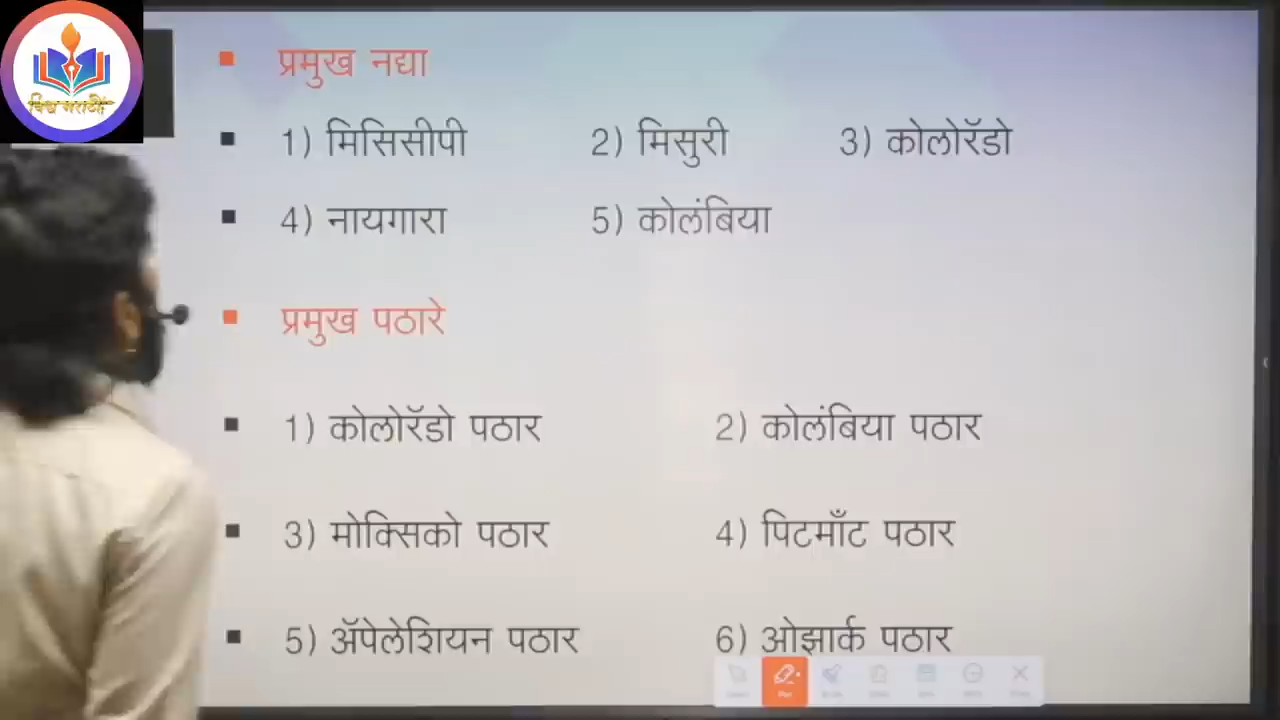 विश्व मराठी
प्रमुख नद्या
1) मिसिसीपी 2) मिसुरी 3) कोलोरॅडो
4) नायगारा 5) कोलंबिया
प्रमुख पठारे
1) कोलोरॅडो पठार 2) कोलंबिया पठार
3) मोक्सिको पठार 4) पिटमाँट पठार
5) ॲपेलेशियन पठार 6) ओझार्क पठार